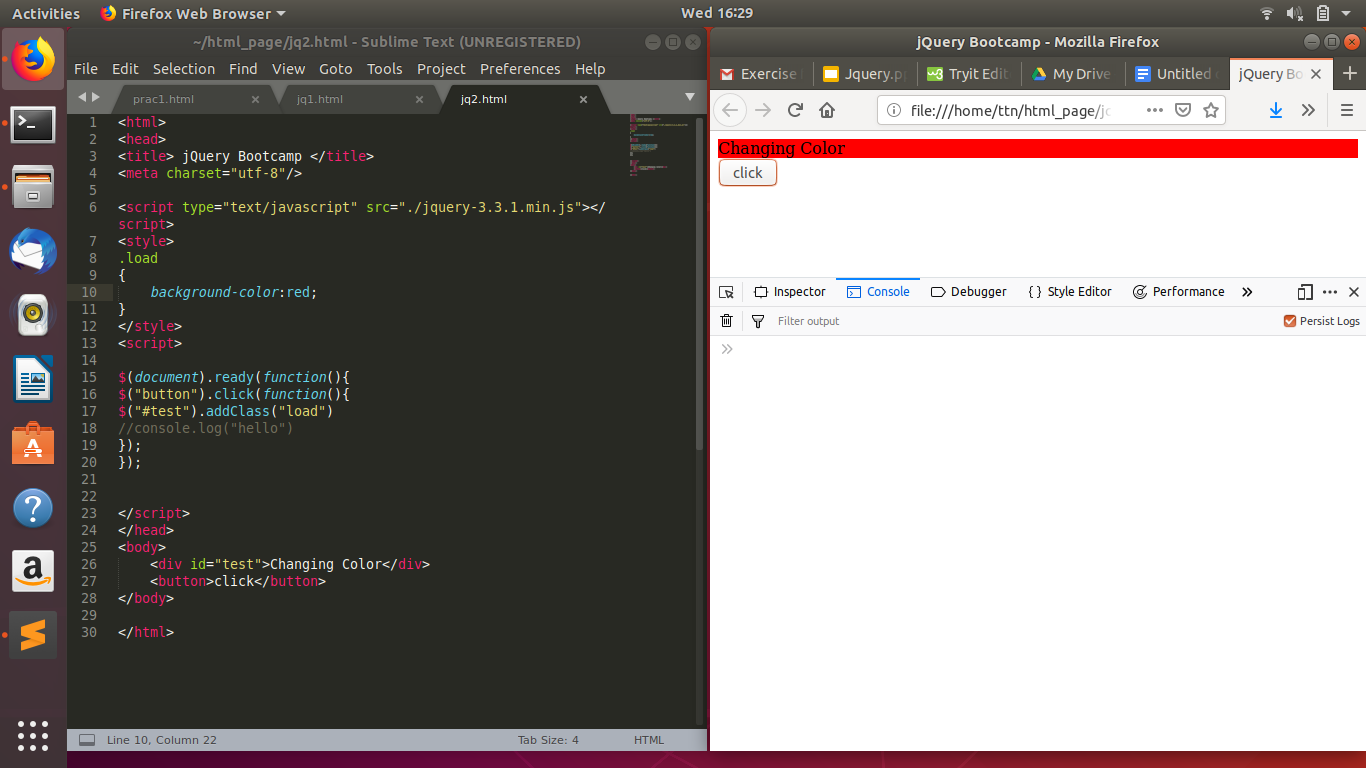 Activities
Firefox Web Browser
Wed 16:29
~/html_page/jq2.html - Sublime Text (UNREGISTERED)
File Edit Selection Find View Goto Tools Project Preferences Help
prac1.html jq1.html jq2.html
1 <html>
2 <head>
3 <title> jQuery Bootcamp </title>
4 <meta charset="utf-8"/>
5
6 <script type="text/javascript" src="./jquery-3.3.1.min.js"></
script>
7 <style>
8 .load
9 {
10 background-color:red;
11 }
12 </style>
13 <script>
14
15 $(document).ready(function(){
16 $("button").click(function(){
17 $("#test").addClass("load")
18 //console.log("hello")
19 });
20 });
21
22
23 </script>
24 </head>
25 <body>
26 <div id="test">Changing Color</div>
27 <button>click</button>
28 </body>
29
30 </html>
Line 10, Column 22
Tab Size: 4
HTML
jQuery Bootcamp - Mozilla Firefox
Exercise Jquery.p Tryit Edit My Drive Untitled jQuery Bo
file:///home/ttn/html_page/j
Changing Color
click
Inspector Console Debugger { } Style Editor Performance
Filter output
Persist Logs